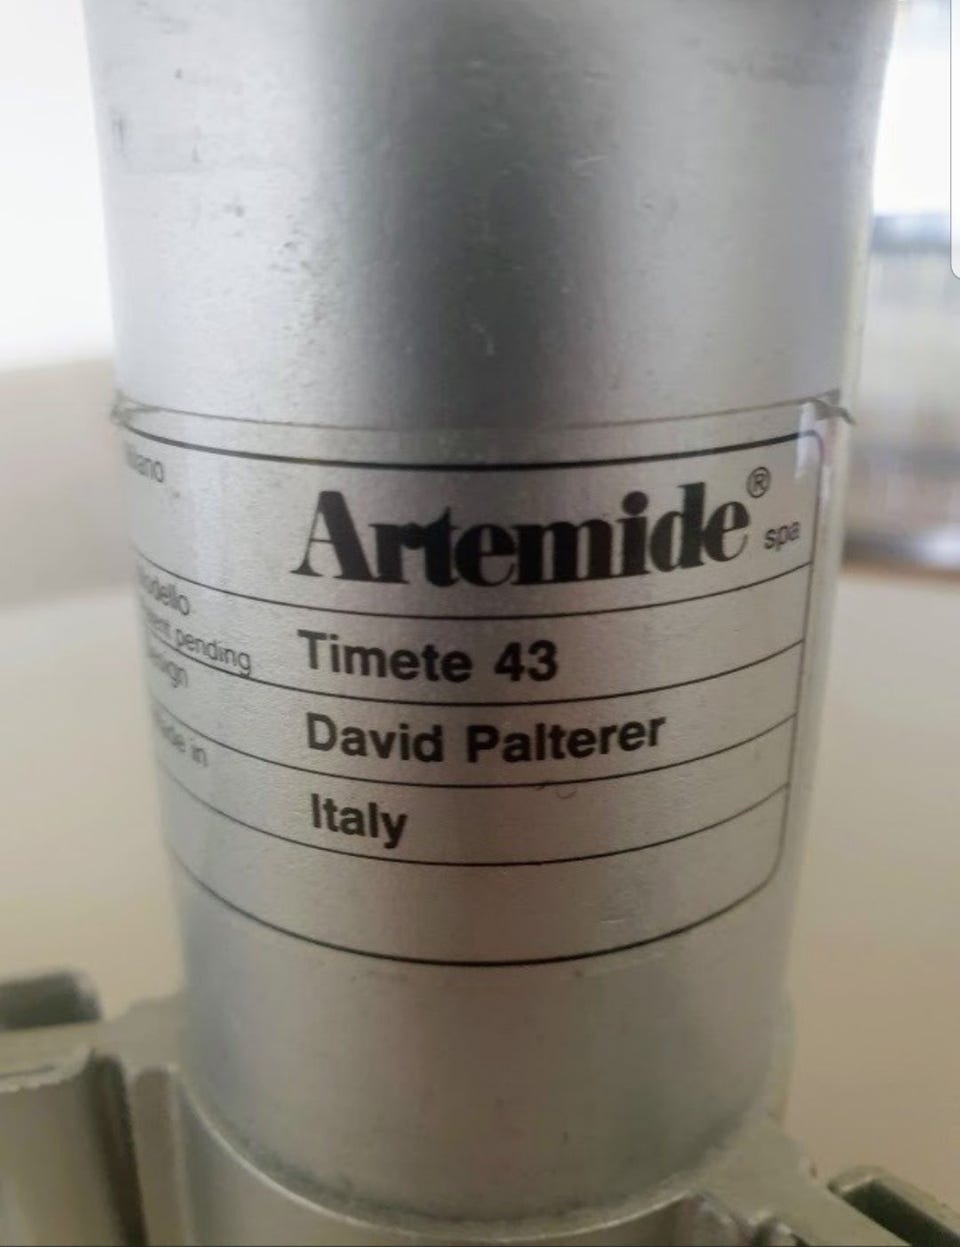 Artemide® spa
Timete 43
pending
David Palterer
Italy